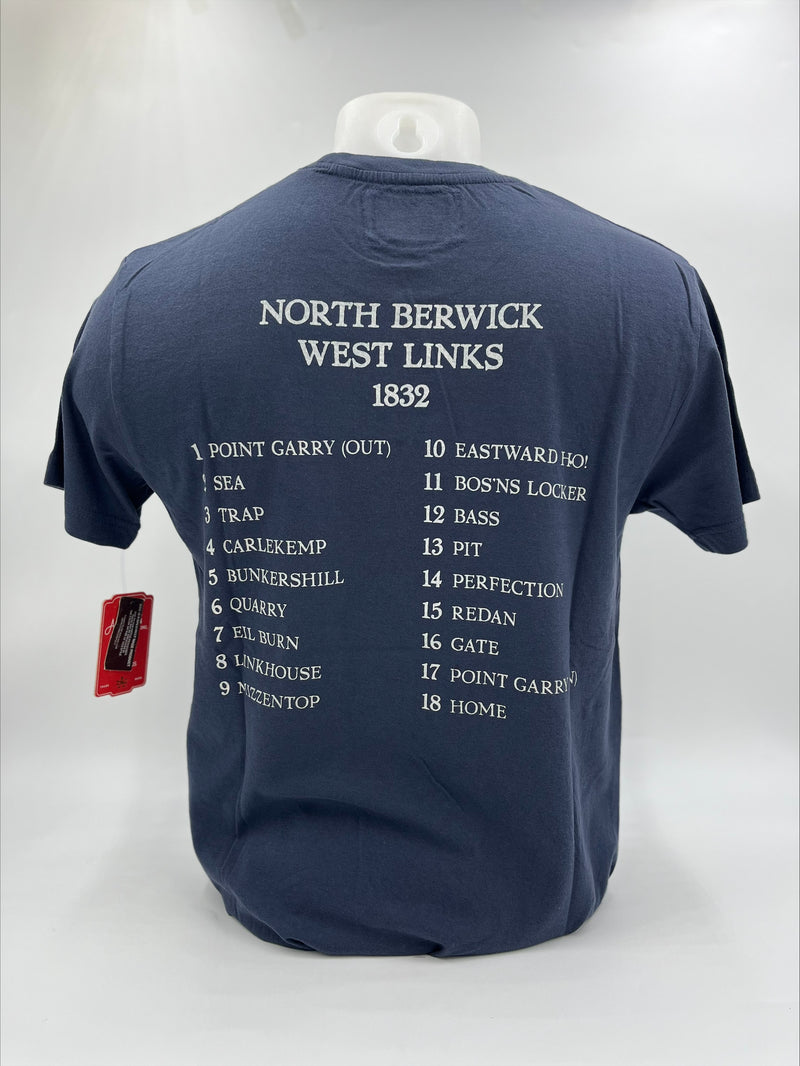 NORTH BERWICK
WEST LINKS
1832
1 POINT GARRY (OUT)
2 SEA
3 TRAP
4 CARLEKEMP
5 BUNKERSHILL
6 QUARRY
7 EIL BURN
8 LINKHOUSE
9 MIZZENTOP
10 EASTWARD HO!
11 BOS'NS LOCKER
12 BASS
13 PIT
14 PERFECTION
15 REDAN
16 GATE
17 POINT GARRY
18 HOME